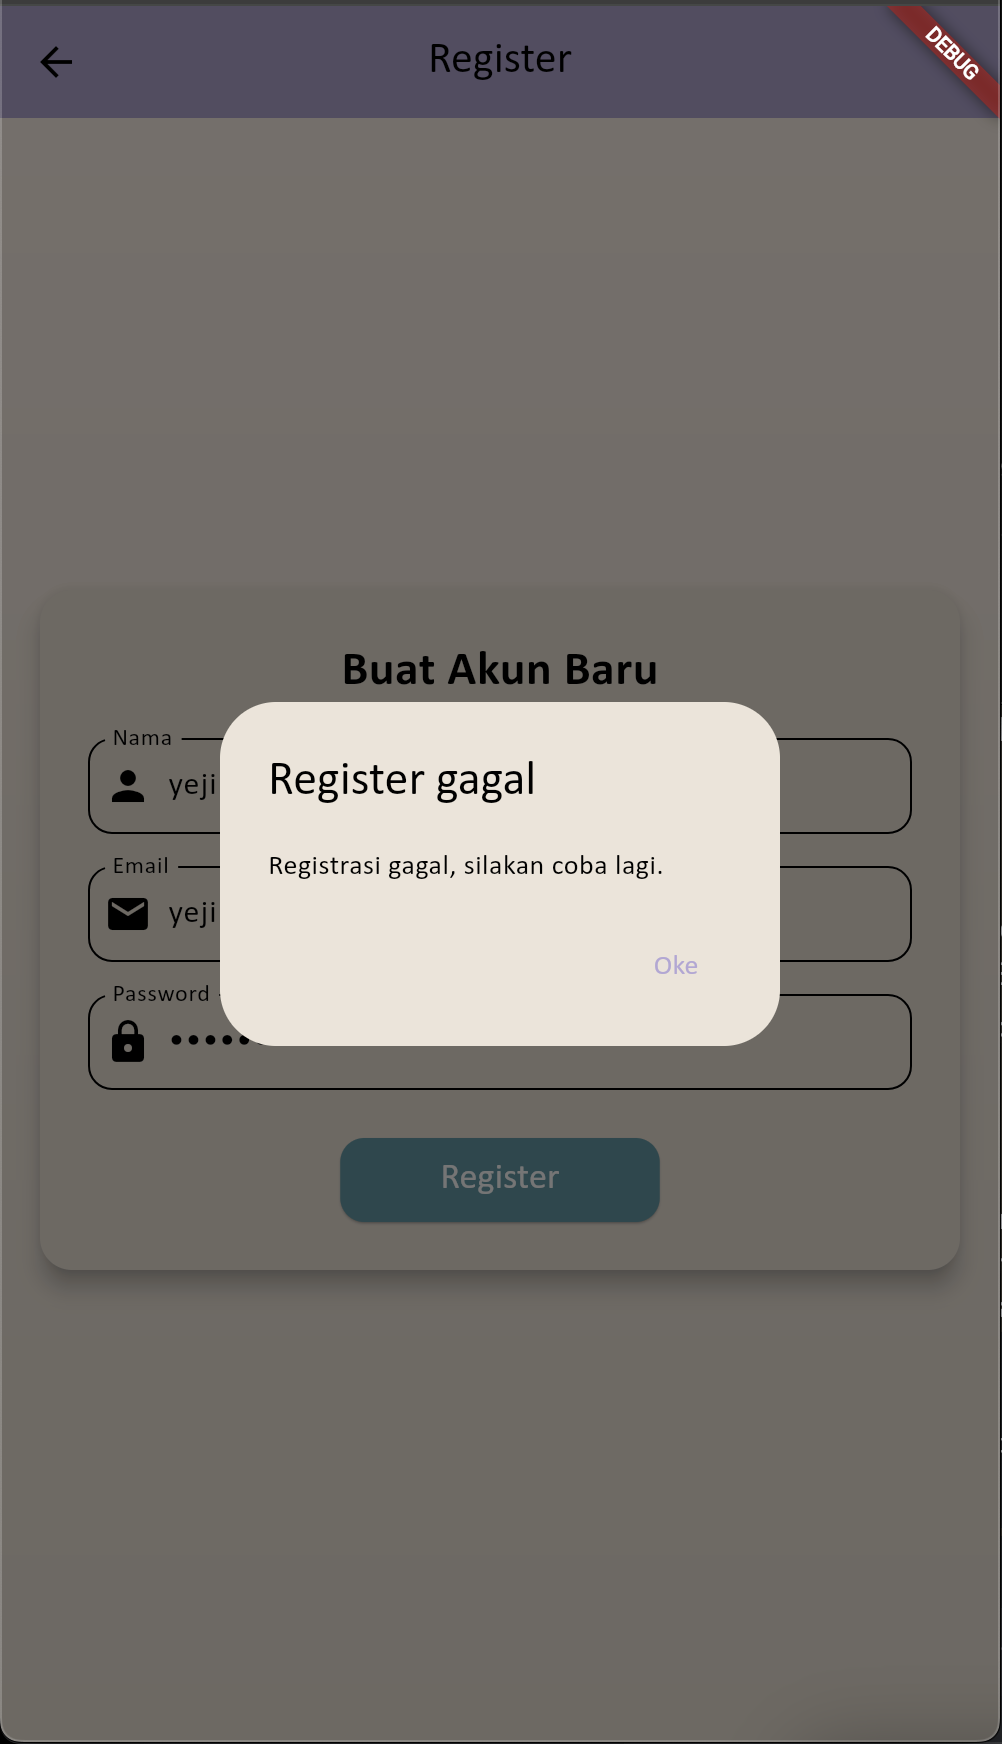 Register
DEBUG
Buat Akun Baru
Nama
yeji
Register gagal
Registrasi gagal, silakan coba lagi.
Email
yeji
Oke
Password
Register